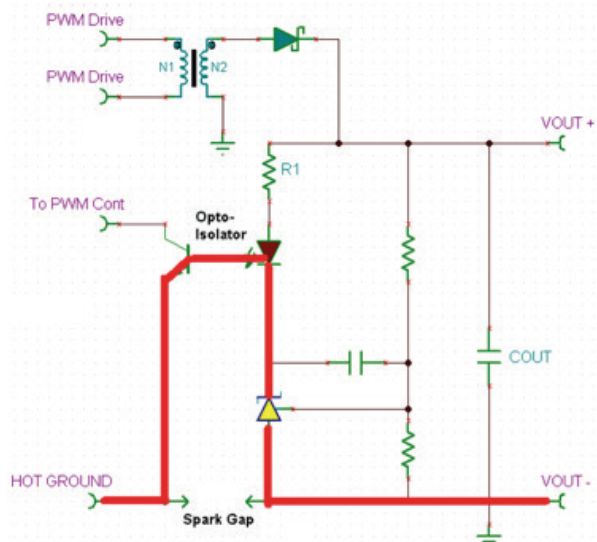 PWM Drive
N1
N2
PWM Drive
VOUT +
R1
To PWM Cont
Opto-
Isolator
COUT
HOT GROUND
VOUT -
Spark Gap